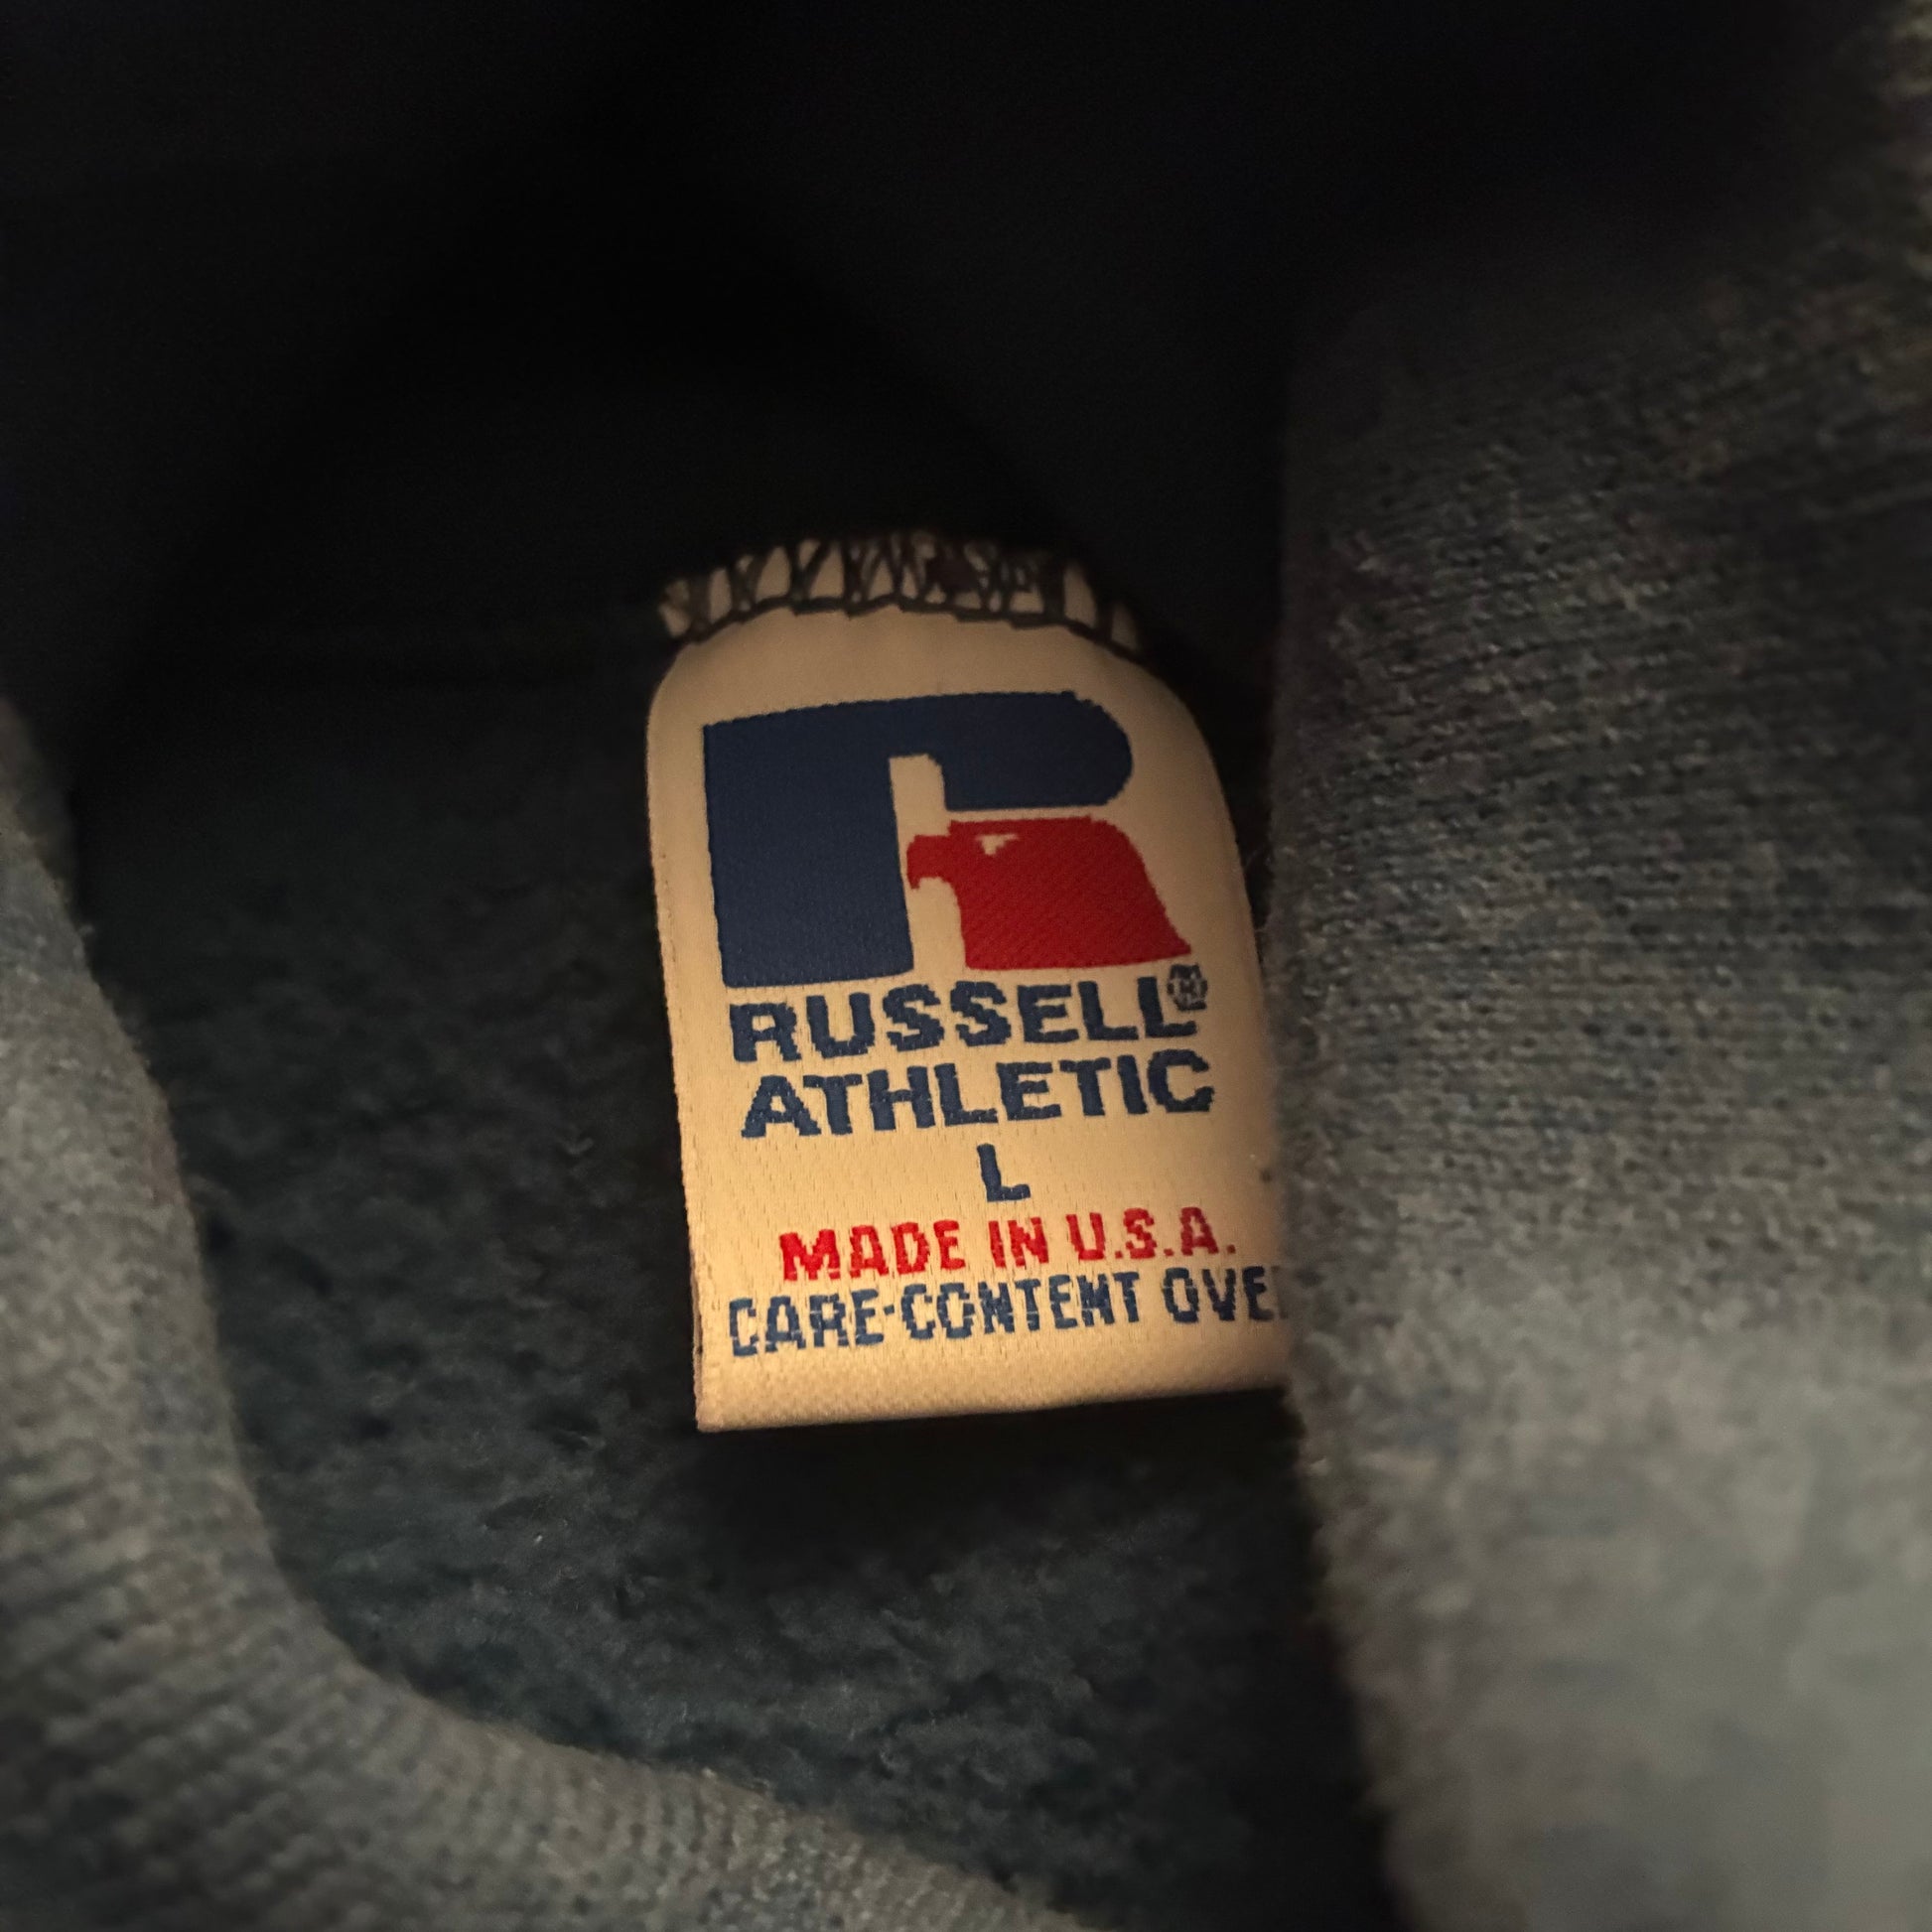 RUSSELL®
ATHLETIC
L
MADE IN U.S.A.
CARE-CONTENT OVE